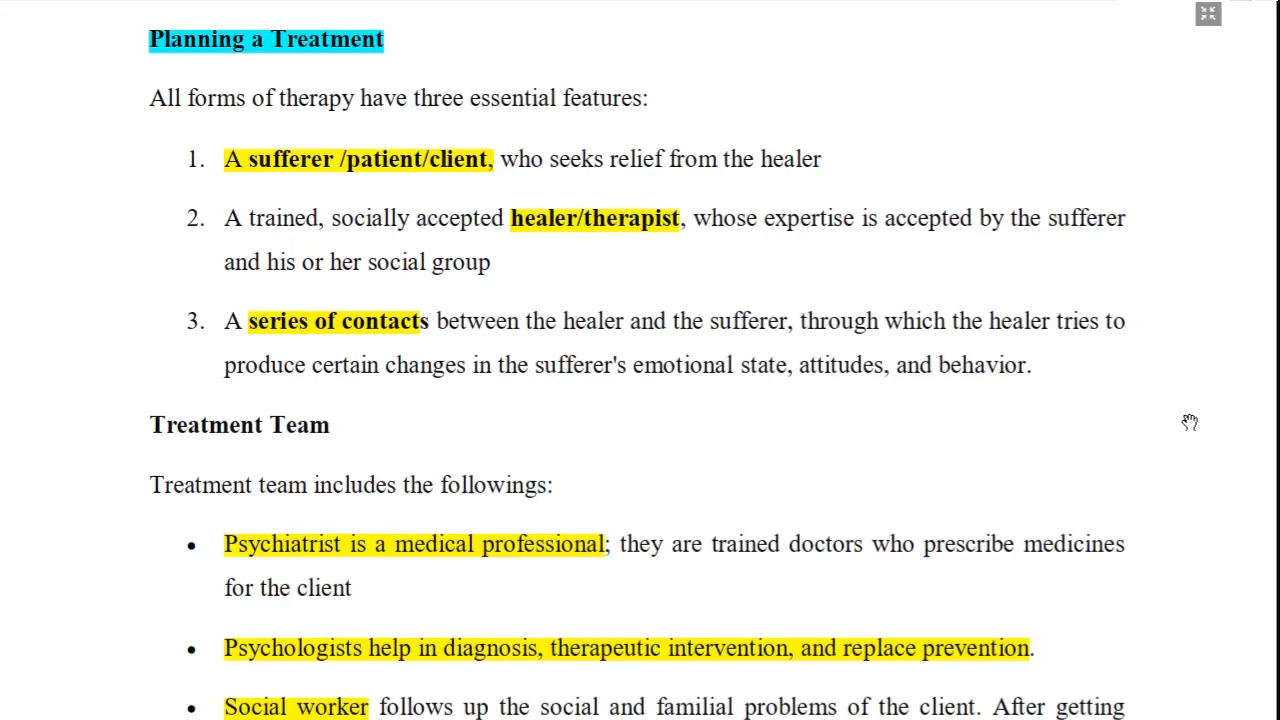 Planning a Treatment
All forms of therapy have three essential features:
1. A sufferer /patient/client, who seeks relief from the healer
2. A trained, socially accepted healer/therapist, whose expertise is accepted by the sufferer
and his or her social group
3. A series of contacts between the healer and the sufferer, through which the healer tries to
produce certain changes in the sufferer's emotional state, attitudes, and behavior.
Treatment Team
Treatment team includes the followings:
• Psychiatrist is a medical professional; they are trained doctors who prescribe medicines
for the client
• Psychologists help in diagnosis, therapeutic intervention, and replace prevention.
• Social worker follows up the social and familial problems of the client. After getting